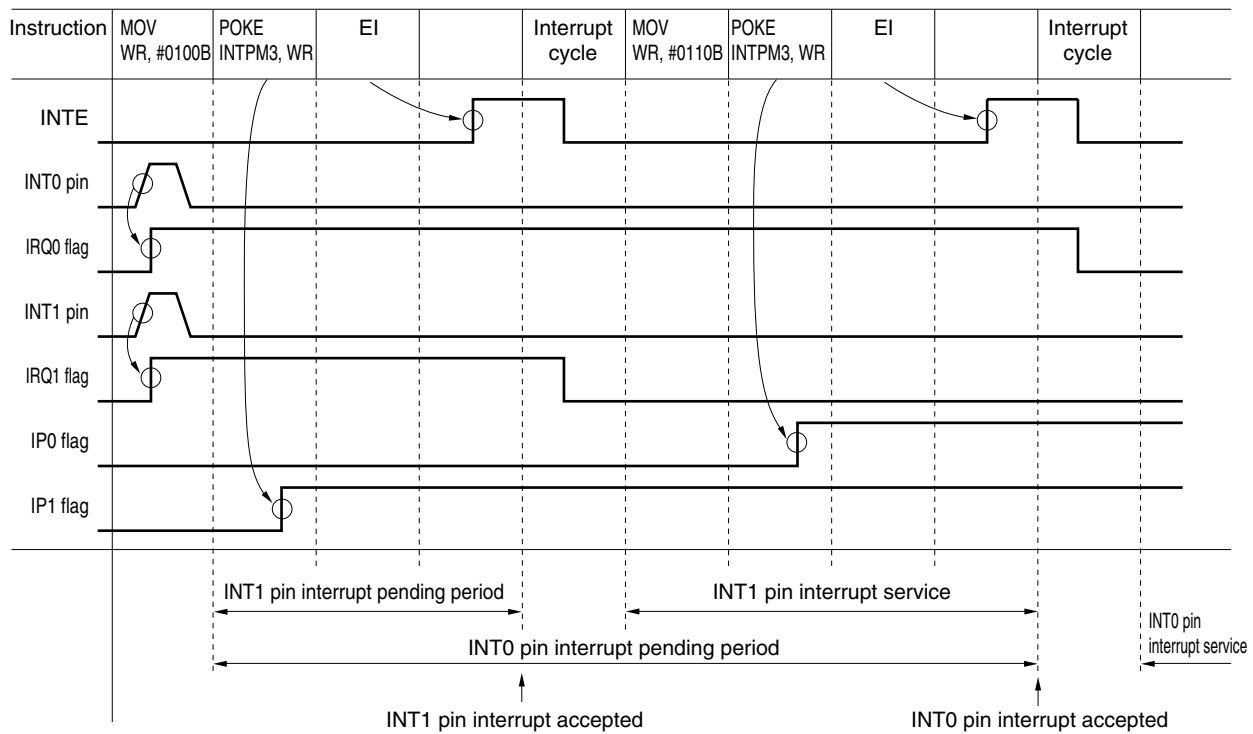 Instruction
MOV
WR, #0100B
POKE
INTPM3, WR
EI
Interrupt
cycle
MOV
WR, #0110B
POKE
INTPM3, WR
EI
Interrupt
cycle
INTE
INT0 pin
IRQ0 flag
INT1 pin
IRQ1 flag
IP0 flag
IP1 flag
INT1 pin interrupt pending period
INT1 pin interrupt service
INT0 pin
interrupt service
INT0 pin interrupt pending period
INT1 pin interrupt accepted
INT0 pin interrupt accepted